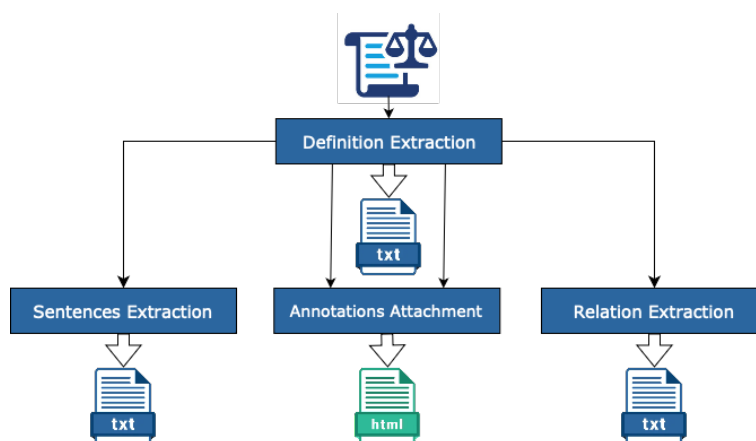 Definition Extraction
txt
Sentences Extraction
Annotations Attachment
Relation Extraction
txt
html
txt